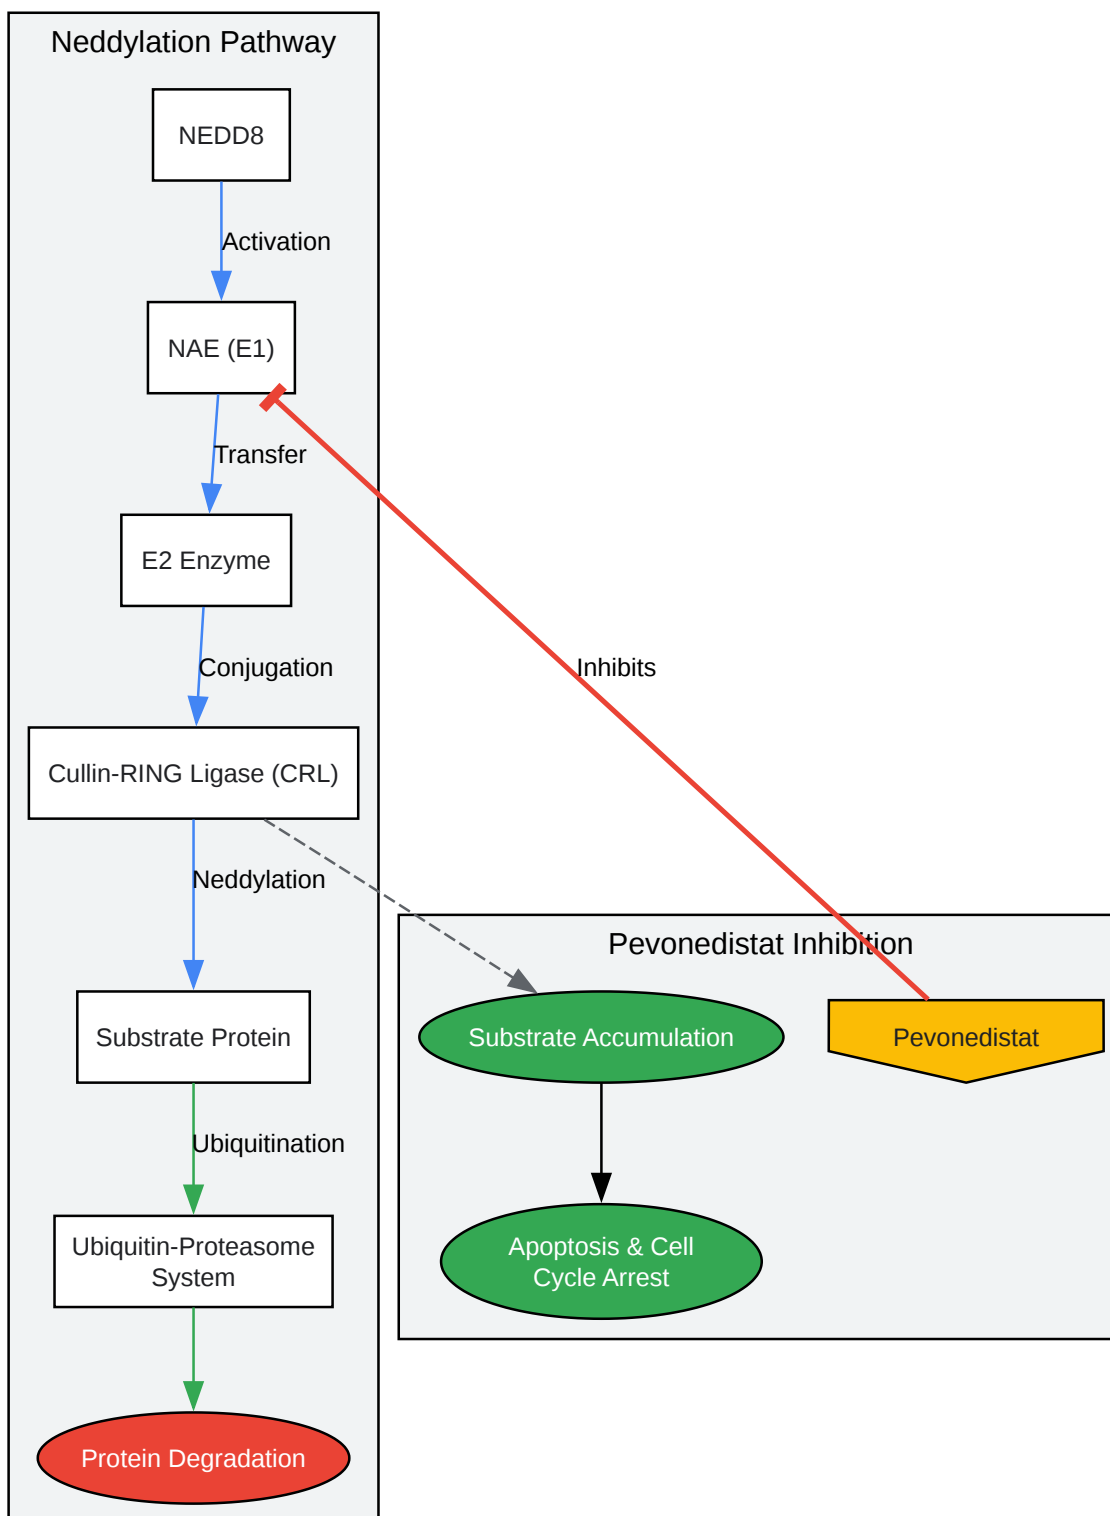 Neddylation Pathway
NEDD8
Activation
NAE (E1)
Transfer
E2 Enzyme
Conjugation
Inhibits
Cullin-RING Ligase (CRL)
Neddylation
Pevonedistat Inhibition
Substrate Protein
Substrate Accumulation
Pevonedistat
Ubiquitination
Ubiquitin-Proteasome
System
Apoptosis & Cell
Cycle Arrest
Protein Degradation